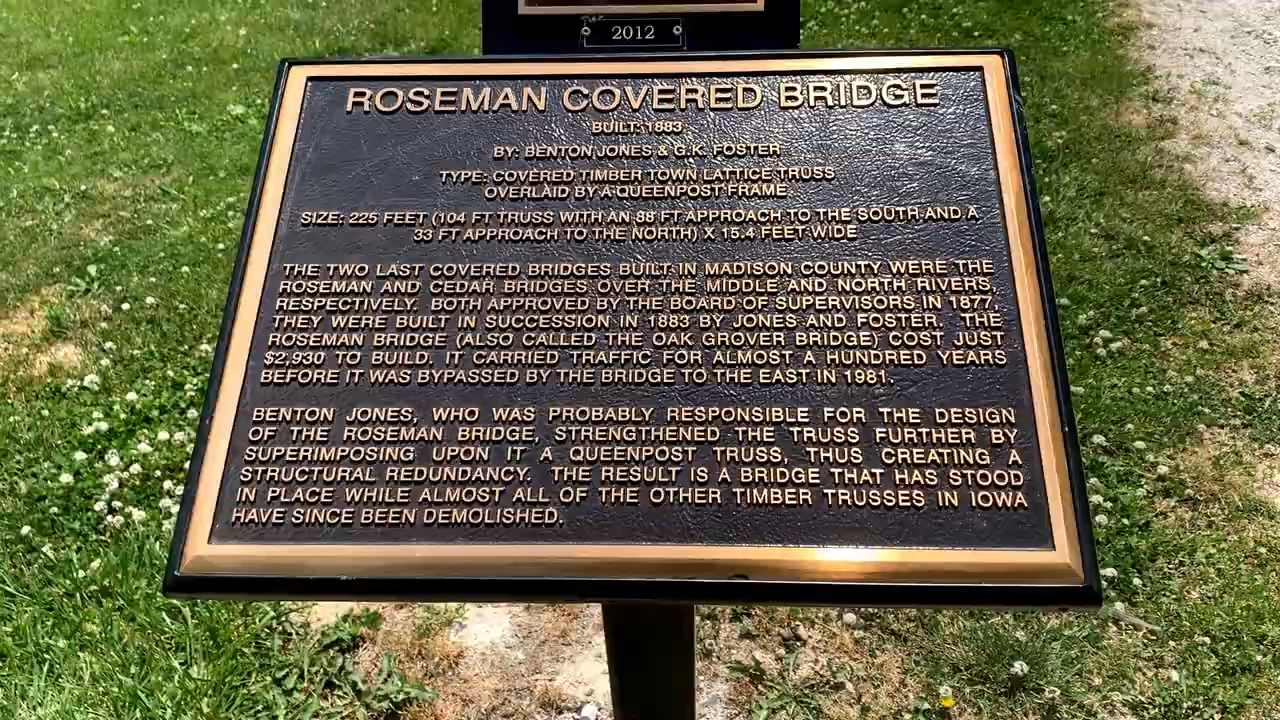 2012
ROSEMAN COVERED BRIDGE
BUILT: 1883
BY: BENTON JONES & G.K. FOSTER
TYPE: COVERED TIMBER TOWN LATTICE TRUSS
OVERLAID BY A QUEENPOST FRAME
SIZE: 225 FEET (104 FT TRUSS WITH AN 88 FT APPROACH TO THE SOUTH AND A
33 FT APPROACH TO THE NORTH) X 15.4 FEET WIDE
THE TWO LAST COVERED BRIDGES BUILT IN MADISON COUNTY WERE THE
ROSEMAN AND CEDAR BRIDGES OVER THE MIDDLE AND NORTH RIVERS,
RESPECTIVELY. BOTH APPROVED BY THE BOARD OF SUPERVISORS IN 1877,
THEY WERE BUILT IN SUCCESSION IN 1883 BY JONES AND FOSTER. THE
ROSEMAN BRIDGE (ALSO CALLED THE OAK GROVER BRIDGE) COST JUST
$2,930 TO BUILD. IT CARRIED TRAFFIC FOR ALMOST A HUNDRED YEARS
BEFORE IT WAS BYPASSED BY THE BRIDGE TO THE EAST IN 1981.
BENTON JONES, WHO WAS PROBABLY RESPONSIBLE FOR THE DESIGN
OF THE ROSEMAN BRIDGE, STRENGTHENED THE TRUSS FURTHER BY
SUPERIMPOSING UPON IT A QUEENPOST TRUSS, THUS CREATING A
STRUCTURAL REDUNDANCY. THE RESULT IS A BRIDGE THAT HAS STOOD
IN PLACE WHILE ALMOST ALL OF THE OTHER TIMBER TRUSSES IN IOWA
HAVE SINCE BEEN DEMOLISHED.